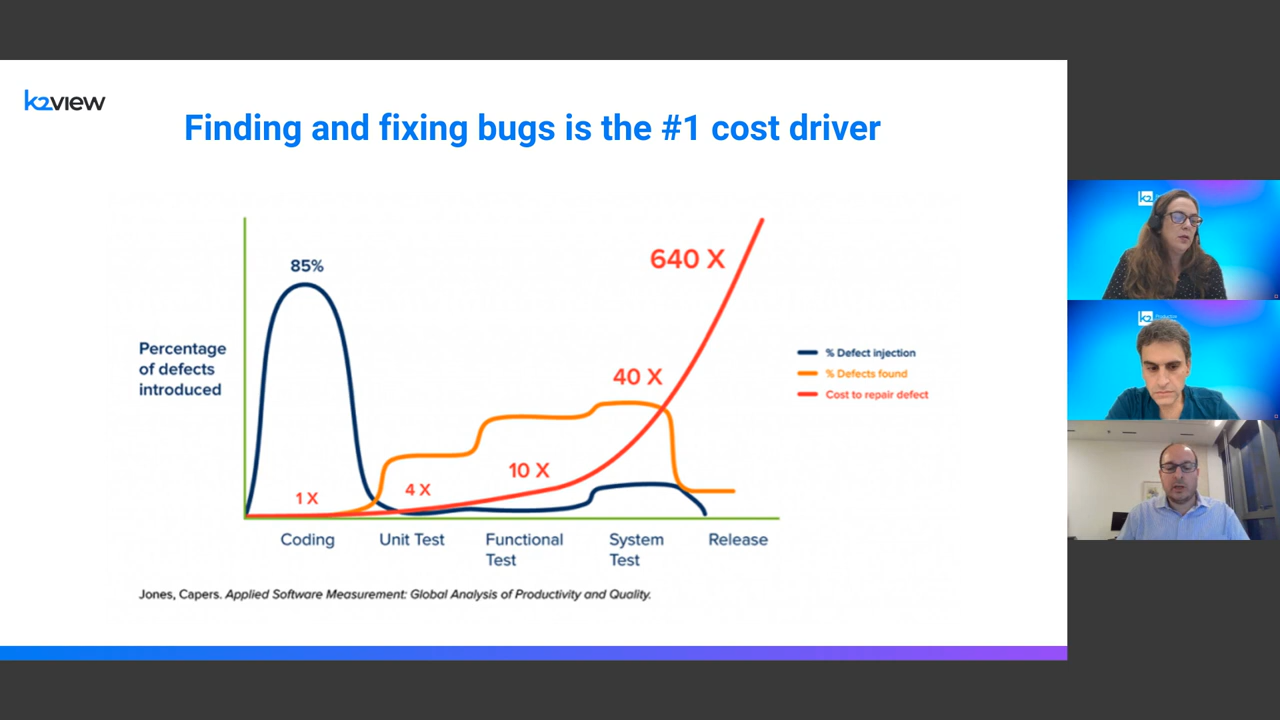 k2view
Finding and fixing bugs is the #1 cost driver
640 X
85%
Percentage
of defects
introduced
% Defect injection
% Defects found
Cost to repair defect
40 X
10 X
4 X
1 X
Coding
Unit Test
Functional
Test
System
Test
Release
Jones, Capers. Applied Software Measurement: Global Analysis of Productivity and Quality.
k2
k2